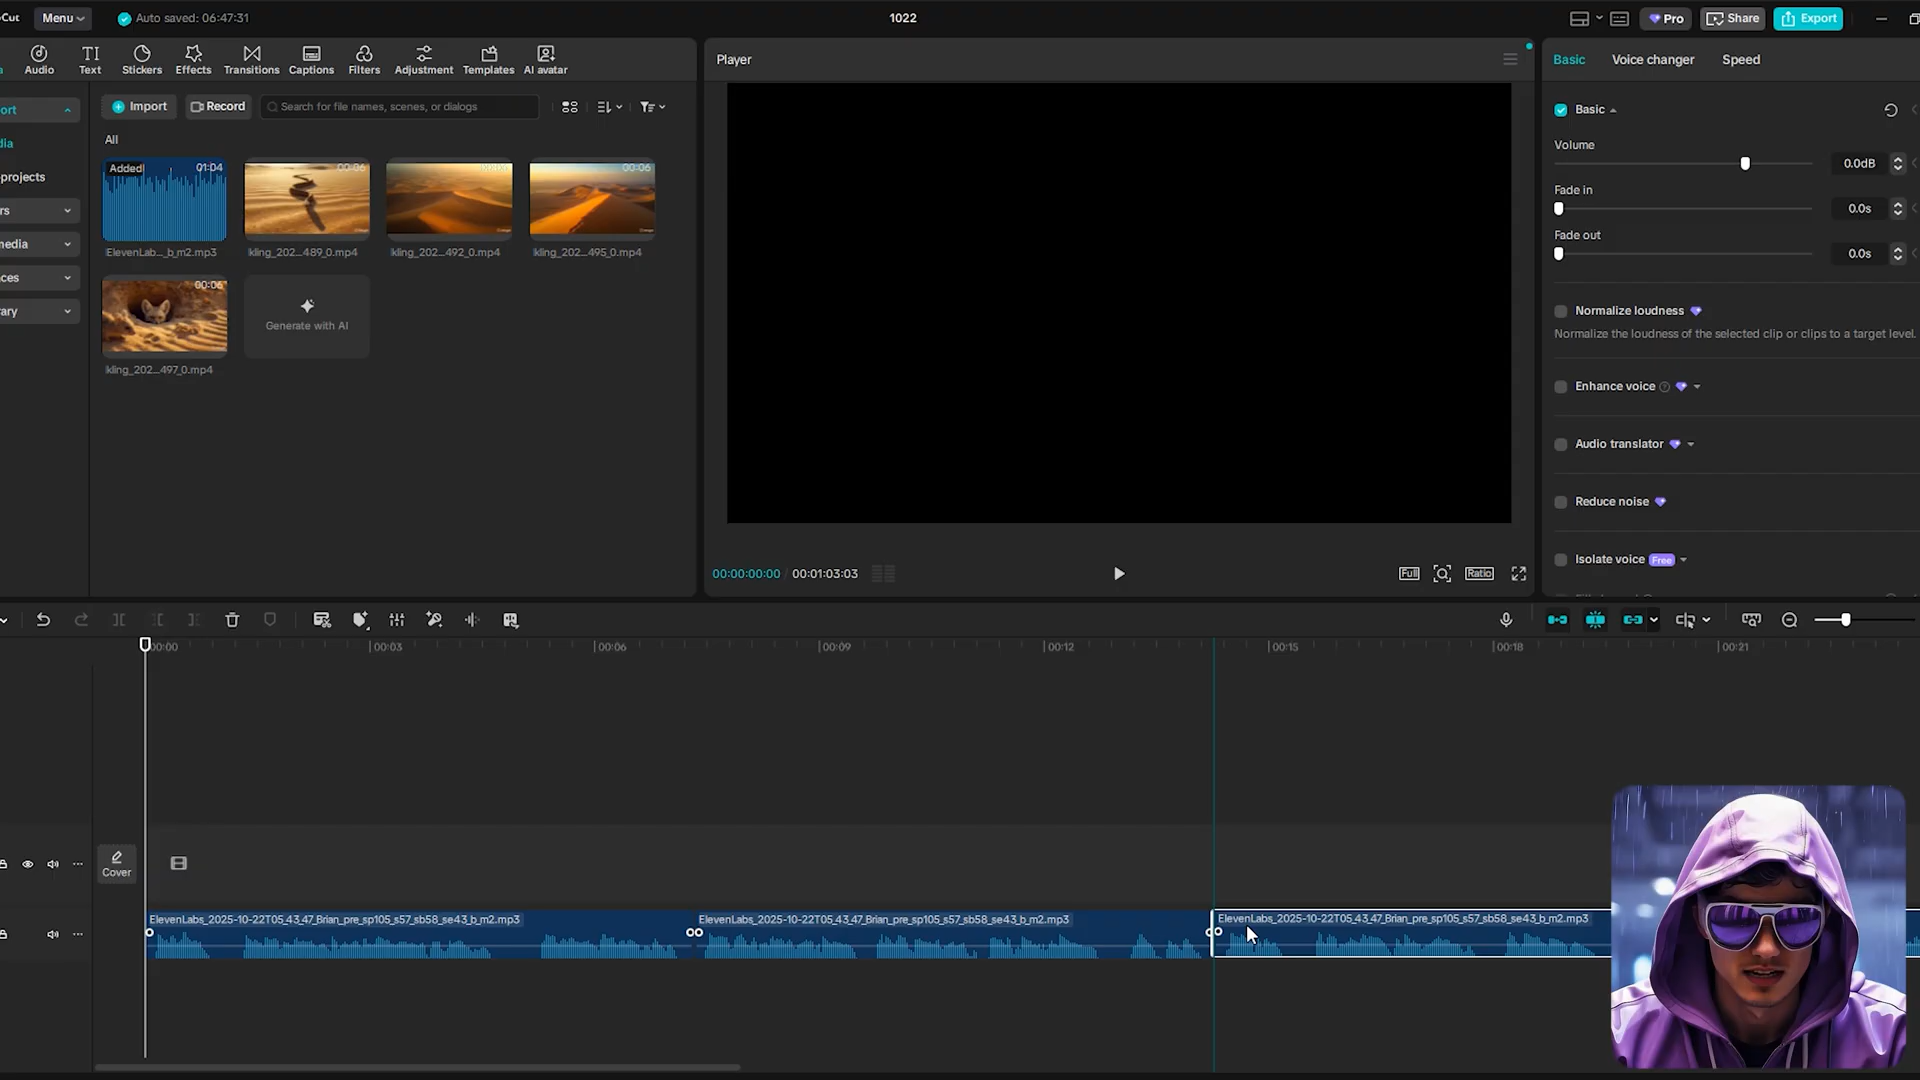 Cut
Menu
Auto saved: 06:47:31
1022
Pro
Share
Export
Audio
Text
Stickers
Effects
Transitions
Captions
Filters
Adjustment
Templates
AI avatar
Player
Basic
Voice changer
Speed
ort
Import
Record
Search for file names, scenes, or dialogs
dia
projects
rs
nedia
ces
rary
All
Added
01:04
00:06
00:06
00:06
ElevenLab..._b_m2.mp3
kling_202...489_0.mp4
kling_202...492_0.mp4
kling_202...495_0.mp4
00:06
Generate with AI
kling_202...497_0.mp4
Basic
Volume
0.0dB
Fade in
0.0s
Fade out
0.0s
Normalize loudness
Normalize the loudness of the selected clip or clips to a target level.
Enhance voice
Audio translator
Reduce noise
Isolate voice Free
00:00:00:00 / 00:01:03:03
Full
Ratio
00:00
00:03
00:06
00:09
00:12
00:15
00:18
00:21
Cover
ElevenLabs_2025-10-22T05_43_47_Brian_pre_sp105_s57_sb58_se43_b_m2.mp3
ElevenLabs_2025-10-22T05_43_47_Brian_pre_sp105_s57_sb58_se43_b_m2.mp3
ElevenLabs_2025-10-22T05_43_47_Brian_pre_sp105_s57_sb58_se43_b_m2.mp3